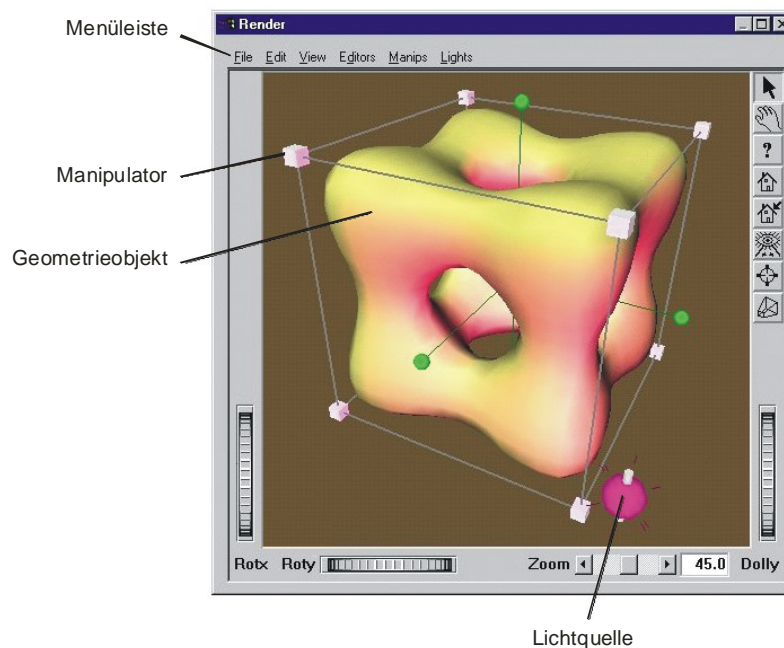 Render
Menüleiste
File Edit View Editors Manips Lights
?
Manipulator
Geometrieobjekt
Rotx Roty Zoom 45.0 Dolly
Lichtquelle